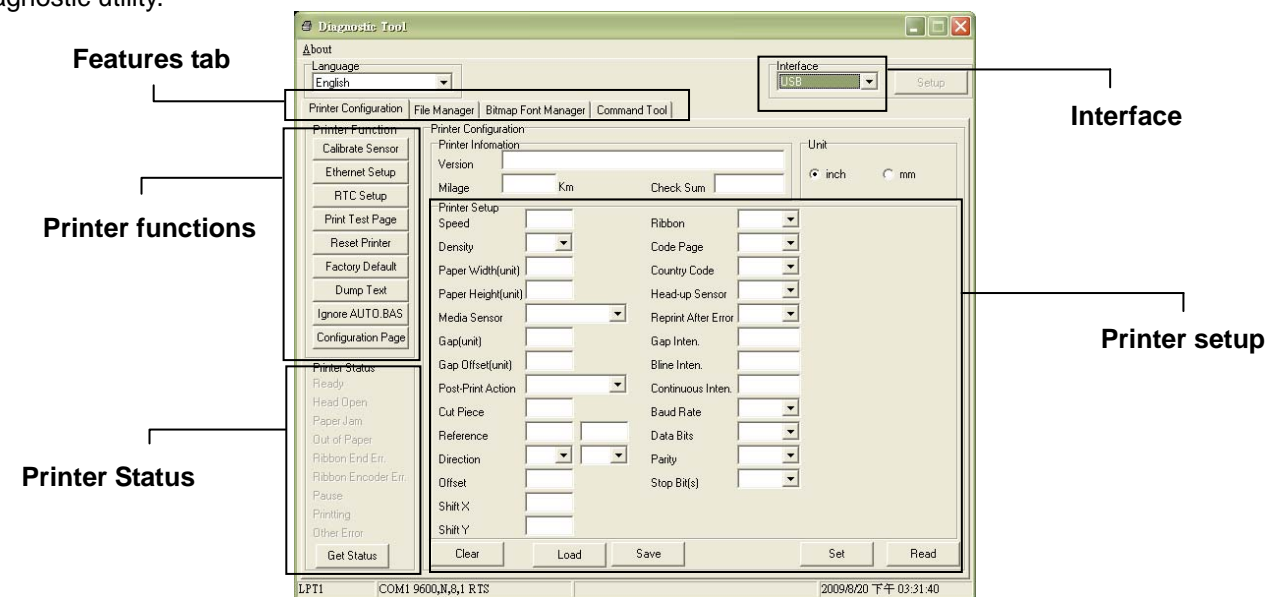 agnostic utility.
Diagnostic Tool
About
Features tab
Language
English
Interface
USB
Setup
Interface
Printer Configuration File Manager Bitmap Font Manager Command Tool
Printer functions
Printer Function
Calibrate Sensor
Ethernet Setup
RTC Setup
Print Test Page
Reset Printer
Factory Default
Dump Text
Ignore AUTO.BAS
Configuration Page
Printer Configuration
Printer Infomation
Version
Milage Km Check Sum
Unit
inch mm
Printer Setup
Printer setup
Speed Ribbon
Density Code Page
Paper Width(unit) Country Code
Paper Height(unit) Head-up Sensor
Media Sensor Reprint After Error
Gap(unit) Gap Inten.
Gap Offset(unit) Bline Inten.
Post-Print Action Continuous Inten.
Cut Piece Baud Rate
Reference Data Bits
Direction Parity
Offset Stop Bit(s)
Shift X
Shift Y
Clear Load Save Set Read
Printer Status
Printer Status
Ready
Head Open
Paper Jam
Out of Paper
Ribbon End Err.
Ribbon Encoder Err.
Pause
Printting
Other Error
Get Status
LPT1 COM1 9600,N,8,1 RTS 2009/8/20 下午 03:31:40